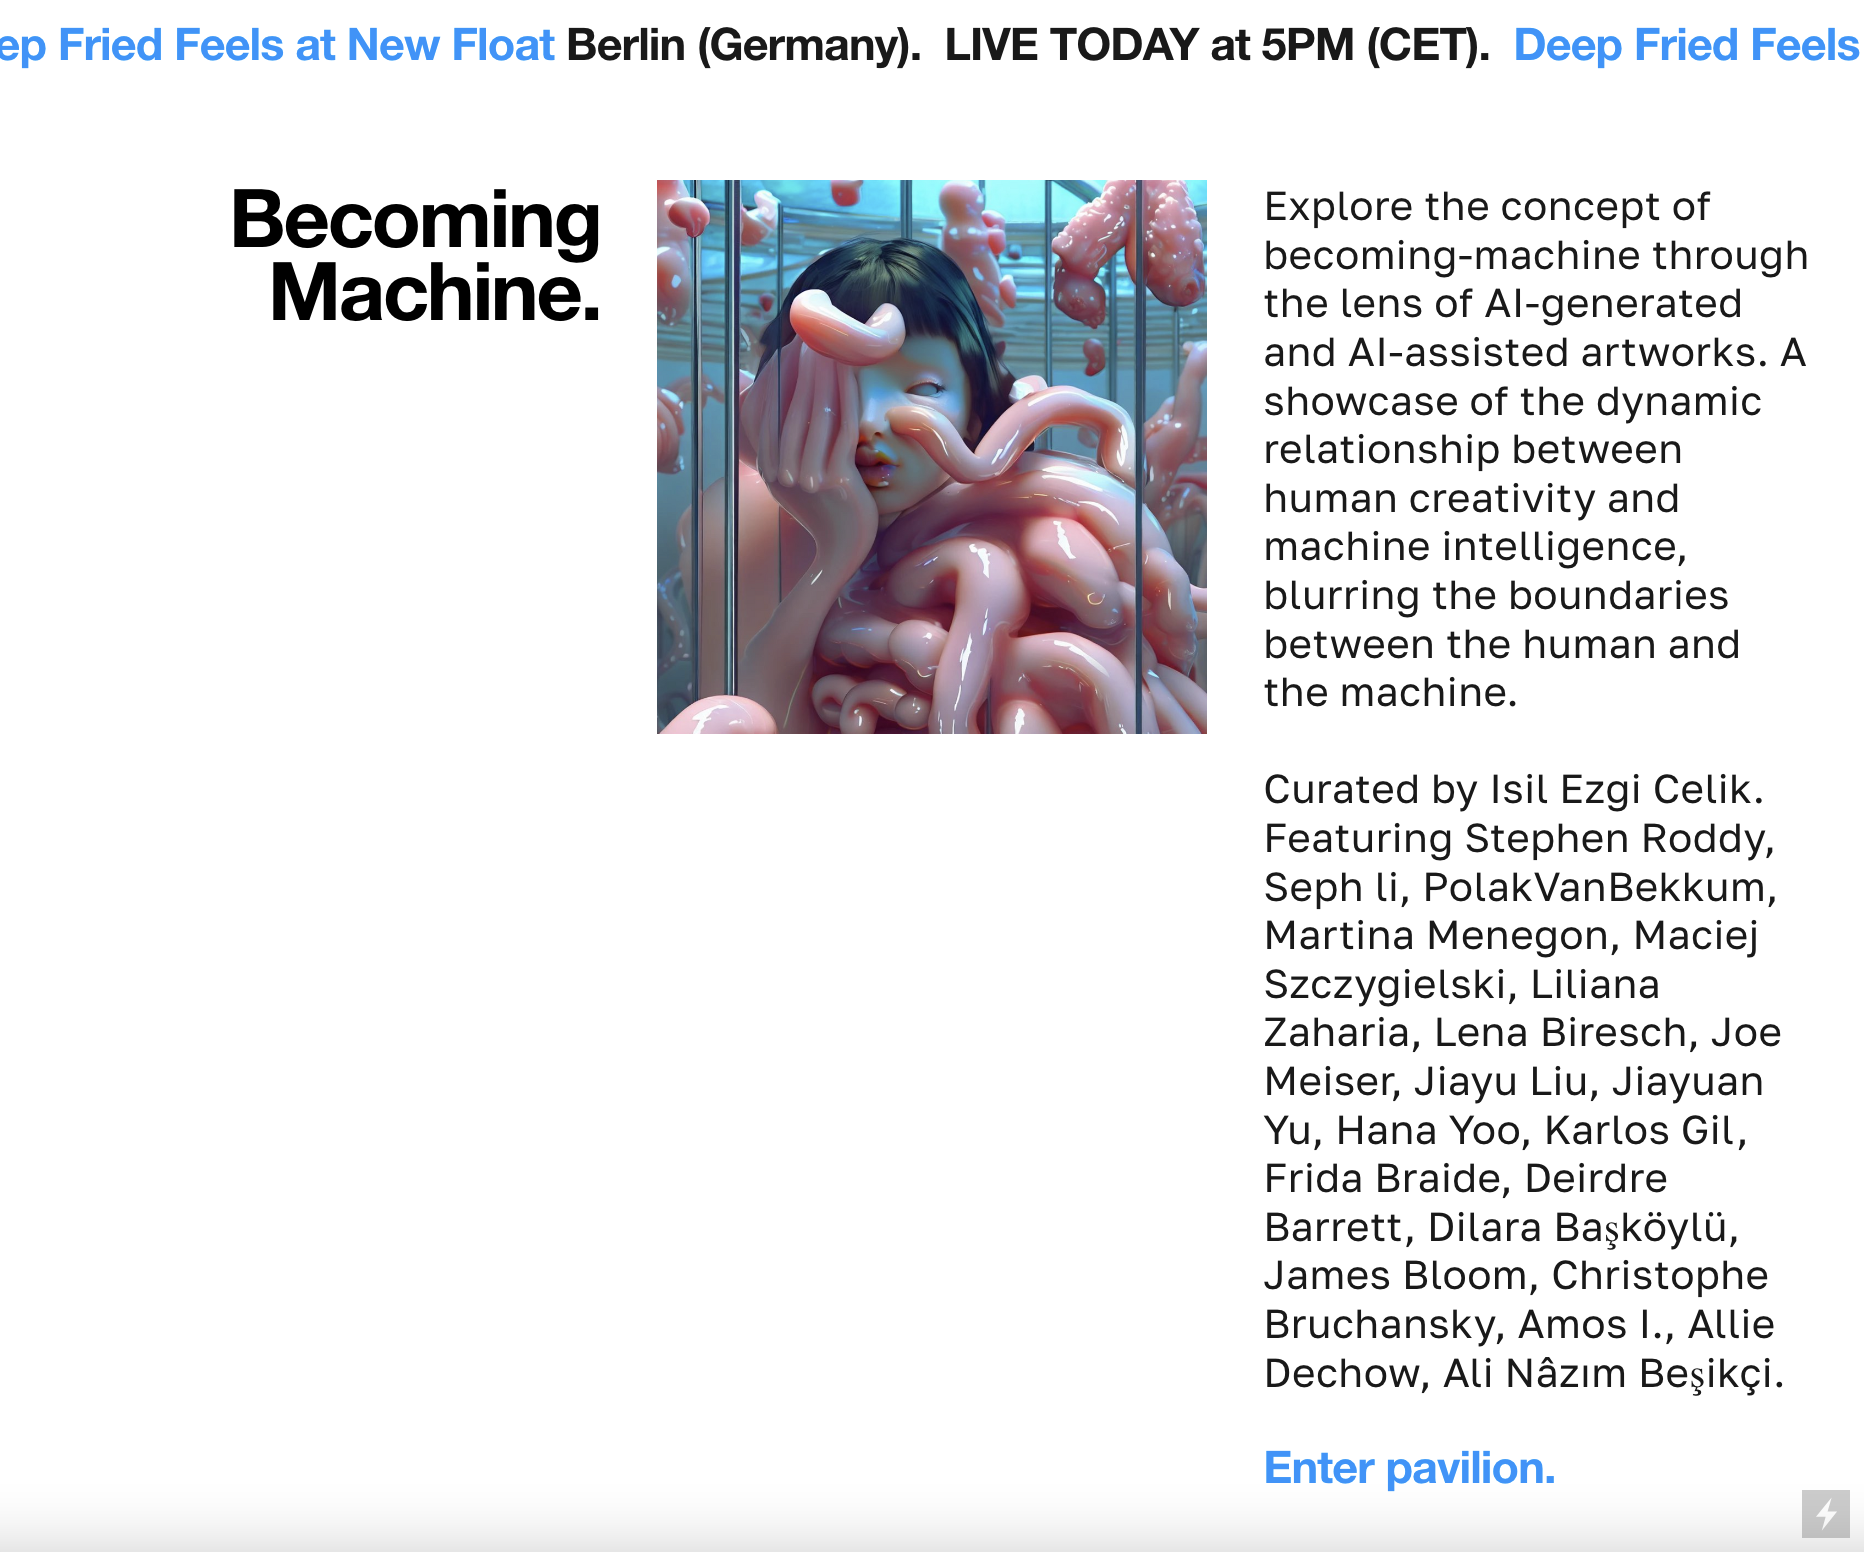 ep Fried Feels at New Float Berlin (Germany). LIVE TODAY at 5PM (CET). Deep Fried Feels
Becoming
Machine.
Explore the concept of
becoming-machine through
the lens of AI-generated
and AI-assisted artworks. A
showcase of the dynamic
relationship between
human creativity and
machine intelligence,
blurring the boundaries
between the human and
the machine.
Curated by Isil Ezgi Celik.
Featuring Stephen Roddy,
Seph li, PolakVanBekkum,
Martina Menegon, Maciej
Szczygielski, Liliana
Zaharia, Lena Biresch, Joe
Meiser, Jiayu Liu, Jiayuan
Yu, Hana Yoo, Karlos Gil,
Frida Braide, Deirdre
Barrett, Dilara Başköylü,
James Bloom, Christophe
Bruchansky, Amos I., Allie
Dechow, Ali Nâzım Beşikçi.
Enter pavilion.